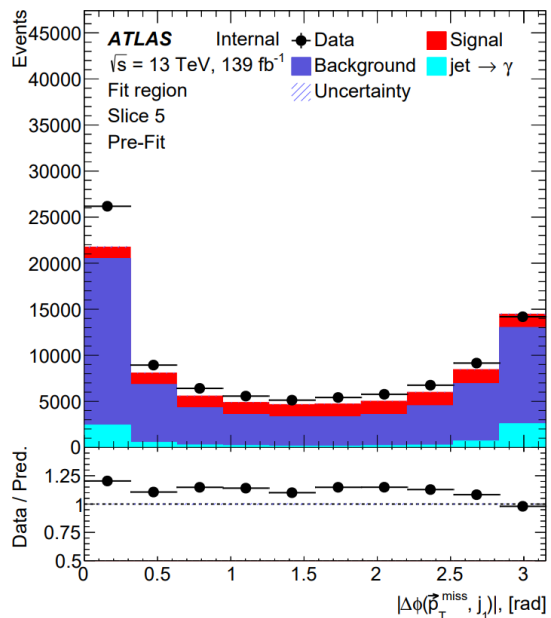 Events
45000
40000
35000
30000
25000
20000
15000
10000
5000
0
ATLAS Internal
√s = 13 TeV, 139 fb⁻¹
Fit region
Slice 5
Pre-Fit
Data
Signal
Background
jet → γ
Uncertainty
Data / Pred.
1.25
1
0.75
0.5
0 0.5 1 1.5 2 2.5 3
|Δϕ(p⃗_T^miss, j₁)|, [rad]